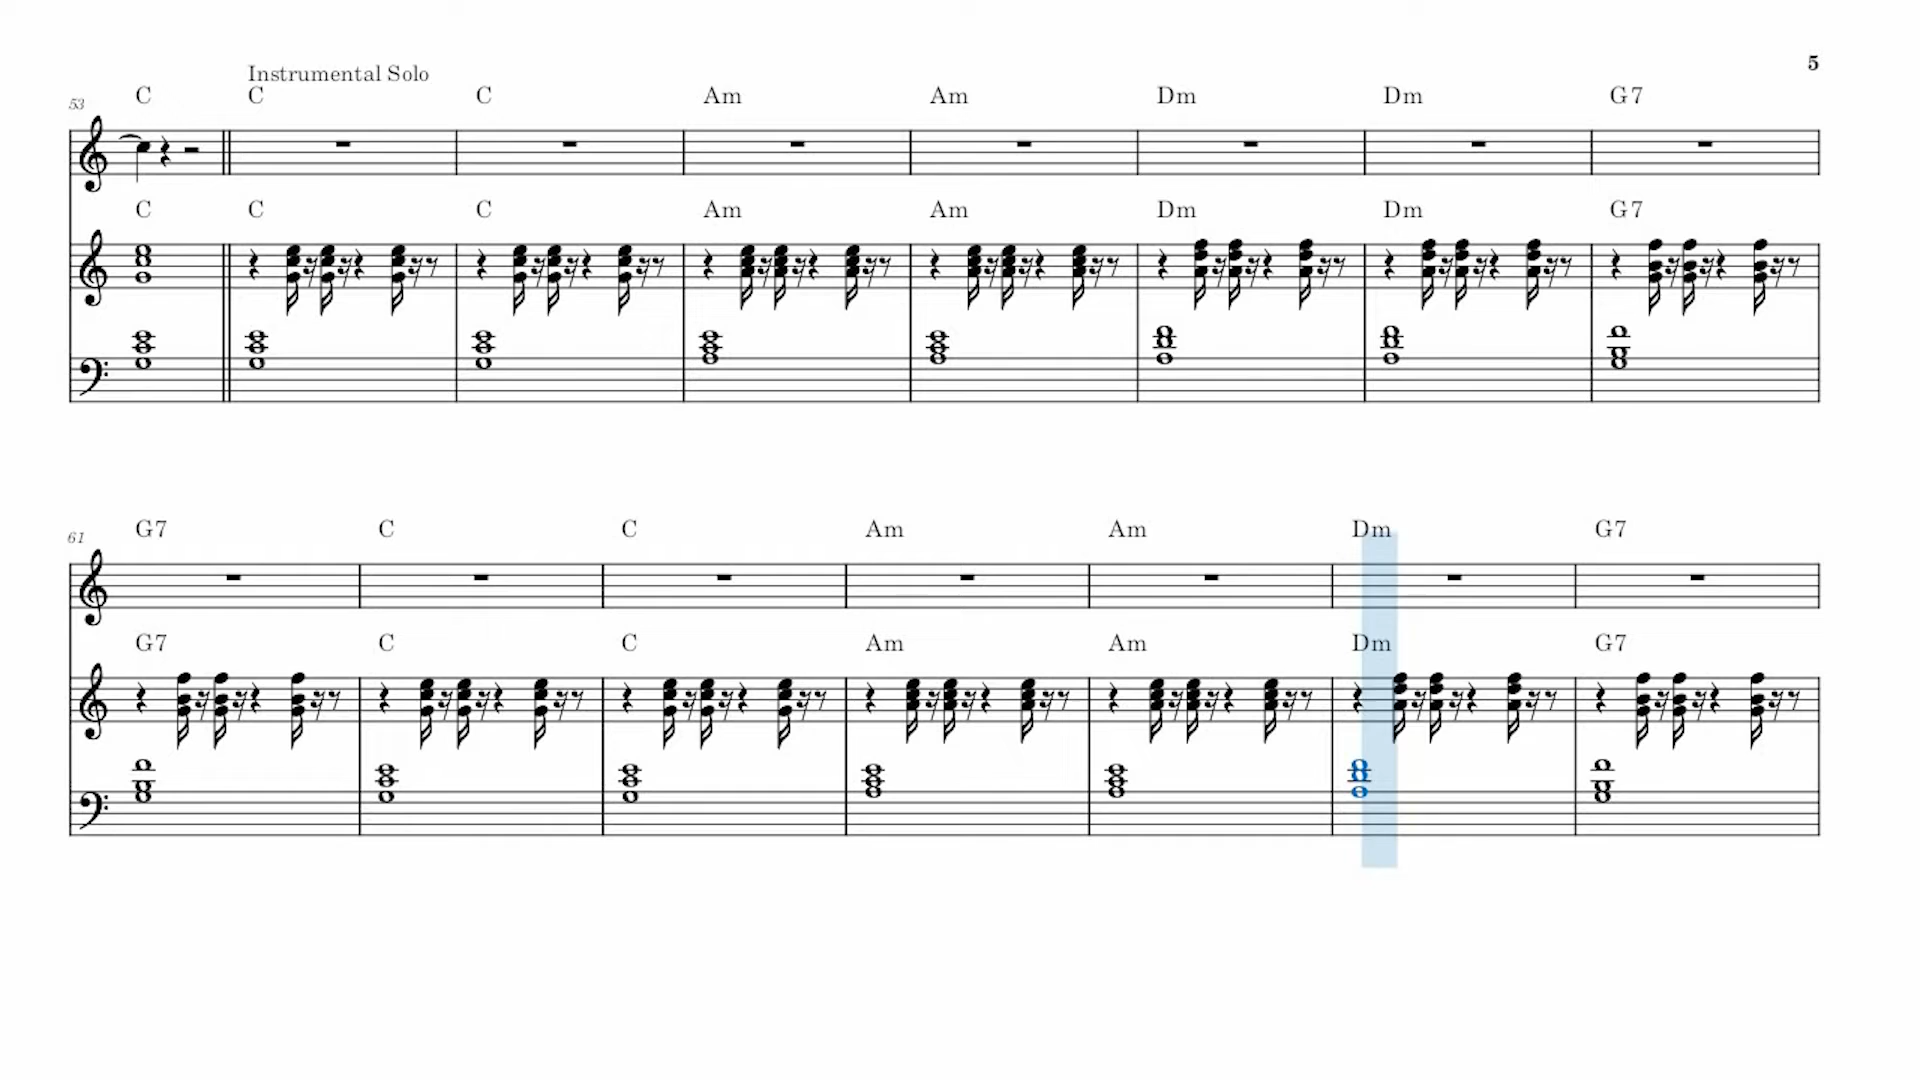 5
Instrumental Solo
53 C C C Am Am Dm Dm G7
C C C Am Am Dm Dm G7
61 G7 C C Am Am Dm G7
G7 C C Am Am Dm G7